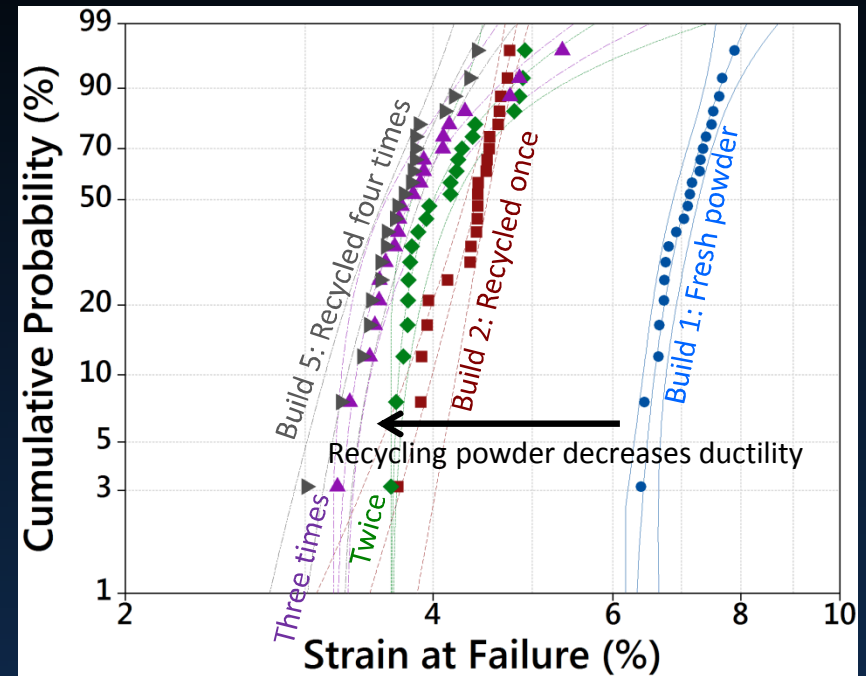 99
90
70
50
20
10
5
3
1
Cumulative Probability (%)
Build 5: Recycled four times
Three times
Twice
Build 2: Recycled once
Build 1: Fresh powder
Recycling powder decreases ductility
2
4
6
8
10
Strain at Failure (%)